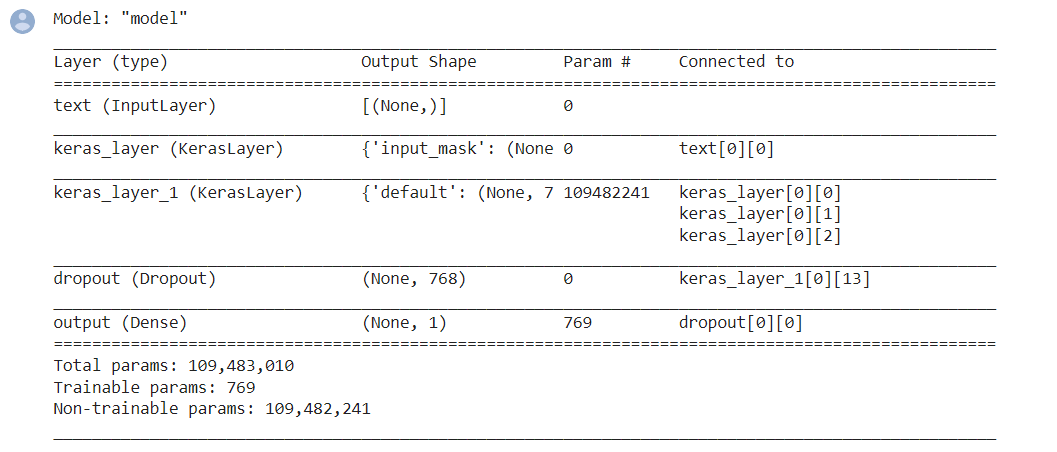 Model: "model"
Layer (type) Output Shape Param # Connected to
text (InputLayer) [(None,)] 0
keras_layer (KerasLayer) {'input_mask': (None 0 text[0][0]
keras_layer_1 (KerasLayer) {'default': (None, 7 109482241 keras_layer[0][0]
keras_layer[0][1]
keras_layer[0][2]
dropout (Dropout) (None, 768) 0 keras_layer_1[0][13]
output (Dense) (None, 1) 769 dropout[0][0]
Total params: 109,483,010
Trainable params: 769
Non-trainable params: 109,482,241